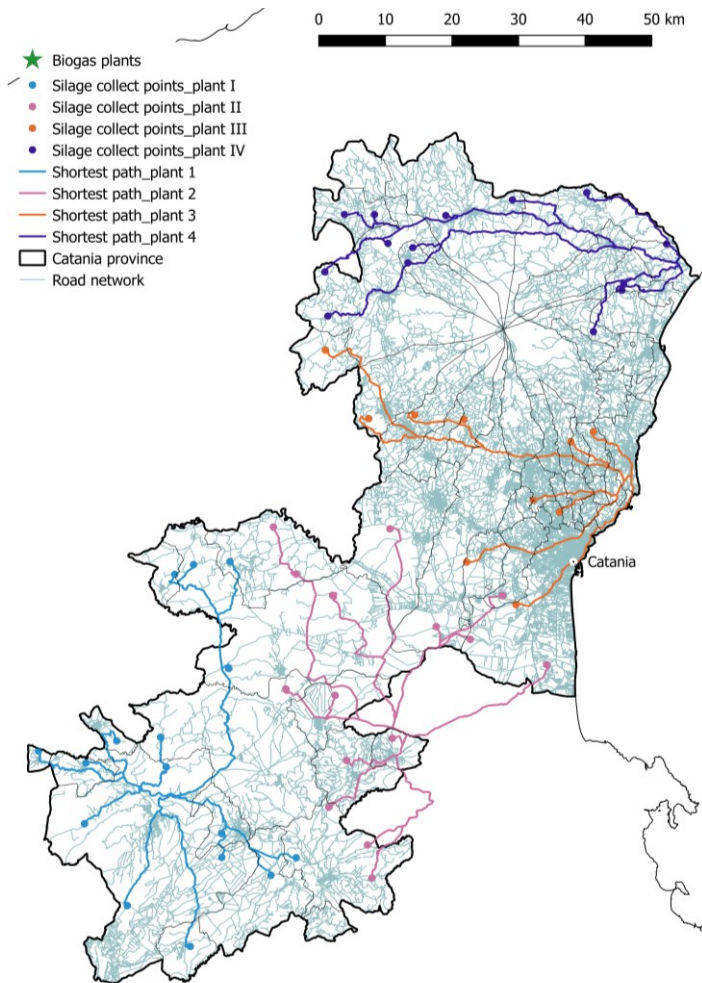 0 10 20 30 40 50 km
Biogas plants
Silage collect points_plant I
Silage collect points_plant II
Silage collect points_plant III
Silage collect points_plant IV
Shortest path_plant 1
Shortest path_plant 2
Shortest path_plant 3
Shortest path_plant 4
Catania province
Road network
Catania